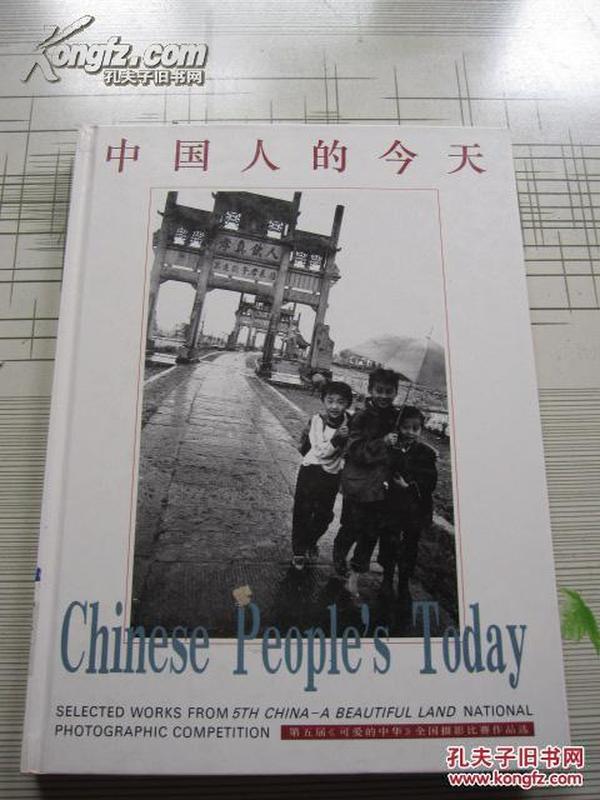 Kongfz.com
孔夫子旧书网
中国人的今天
Chinese People's Today
SELECTED WORKS FROM 5TH CHINA-A BEAUTIFUL LAND NATIONAL
PHOTOGRAPHIC COMPETITION 第五届《可爱的中华》全国摄影比赛作品选
孔夫子旧书网
www.kongfz.com